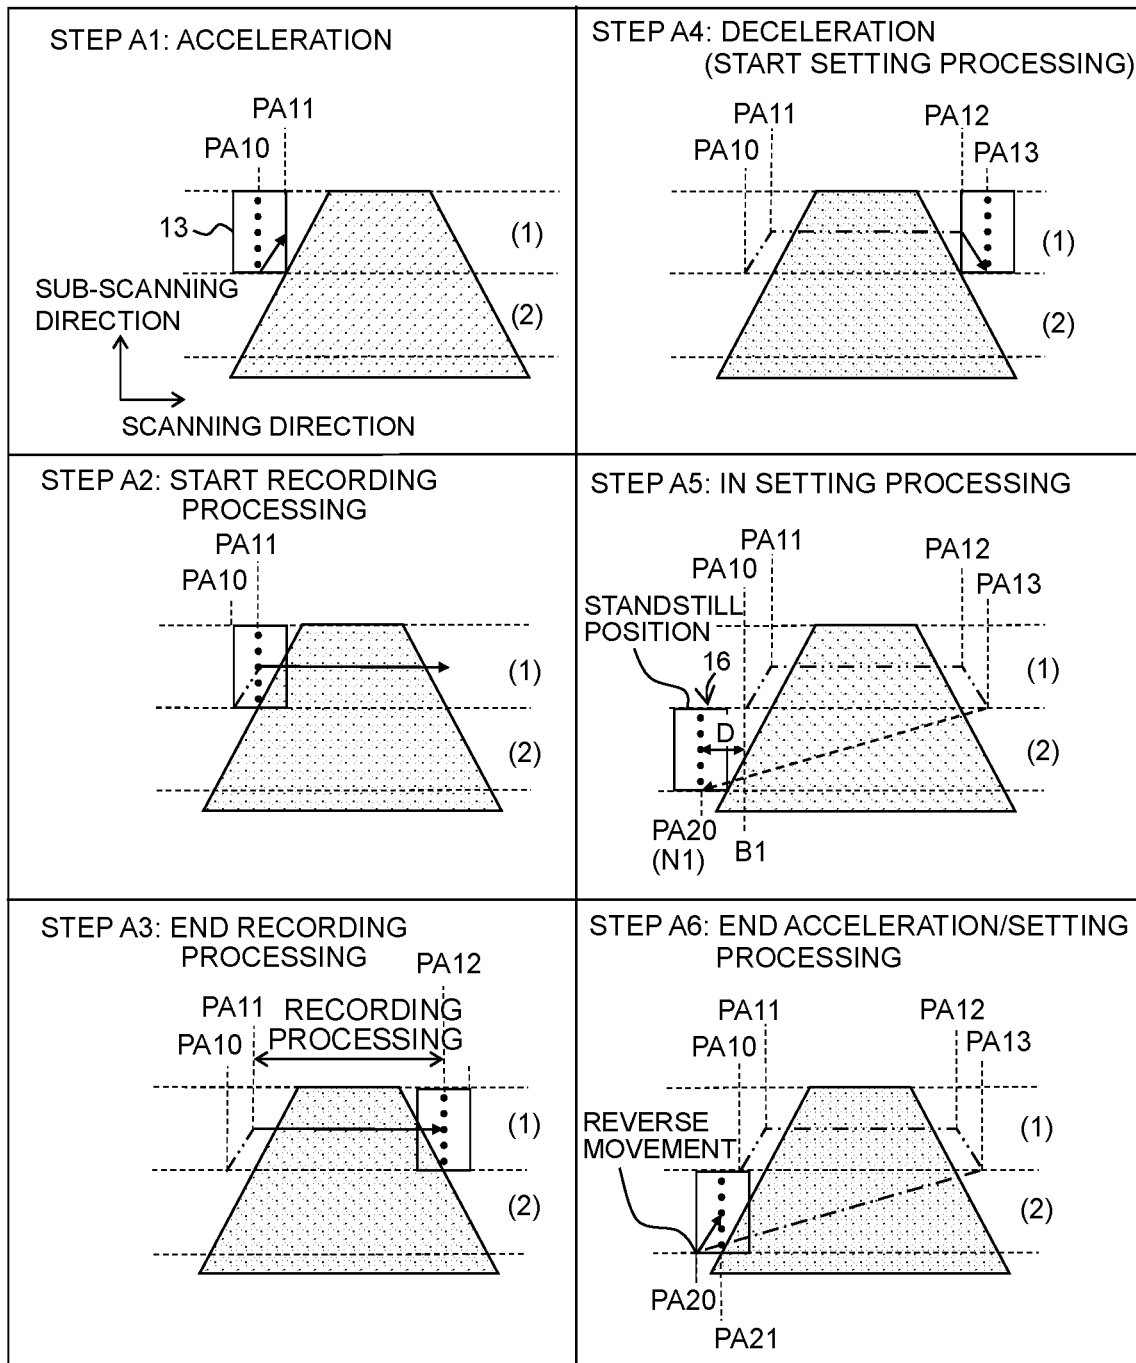 STEP A1: ACCELERATION
PA11
PA10
13
(1)
SUB-SCANNING
DIRECTION
(2)
SCANNING DIRECTION
STEP A4: DECELERATION
(START SETTING PROCESSING)
PA11
PA12
PA10
PA13
(1)
(2)
STEP A2: START RECORDING
PROCESSING
PA11
PA10
(1)
(2)
STEP A5: IN SETTING PROCESSING
PA11
PA12
PA10
PA13
STANDSTILL
POSITION
16
(1)
D
(2)
PA20
(N1)
B1
STEP A3: END RECORDING
PROCESSING
PA12
PA11
RECORDING
PROCESSING
PA10
(1)
(2)
STEP A6: END ACCELERATION/SETTING
PROCESSING
PA11
PA12
PA10
PA13
REVERSE
MOVEMENT
(1)
(2)
PA20
PA21